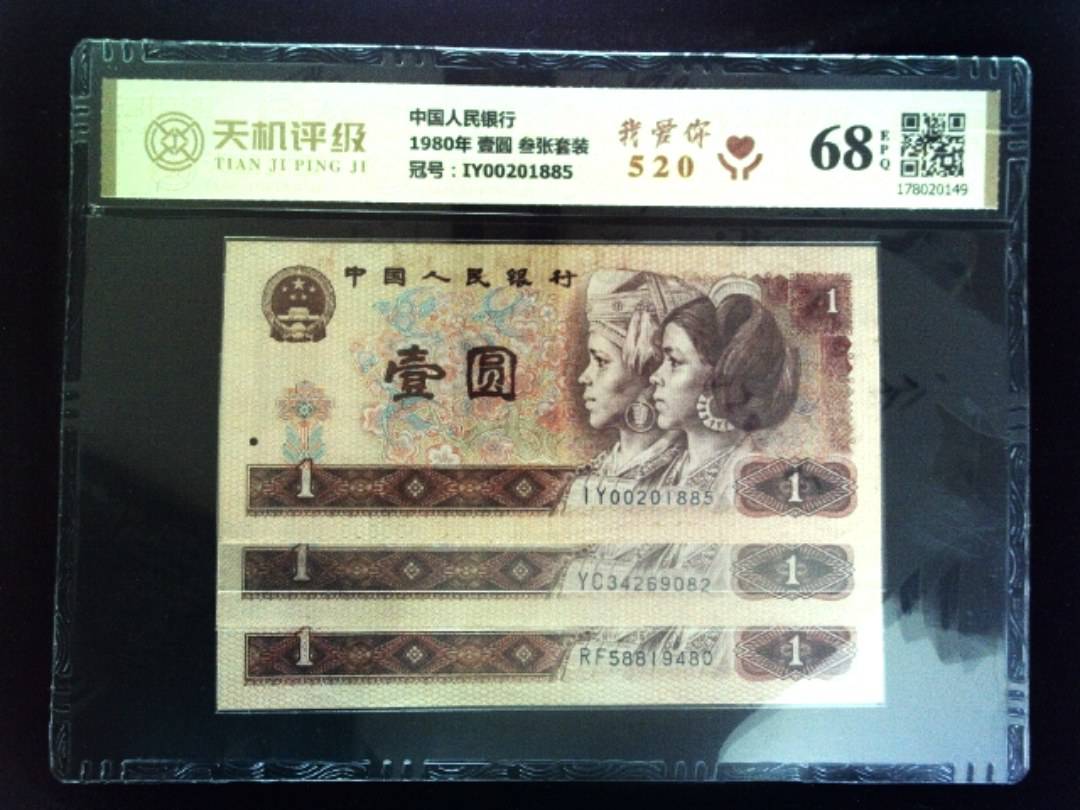 天机评级
TIAN JI PING JI
中国人民银行
1980年 壹圆 叁张套装
冠号：IY00201885
我爱你
520
68
EPQ
178020149
中国人民银行
1
壹圆
1 IY00201885 1
1 YC34269082 1
1 RF58819480 1